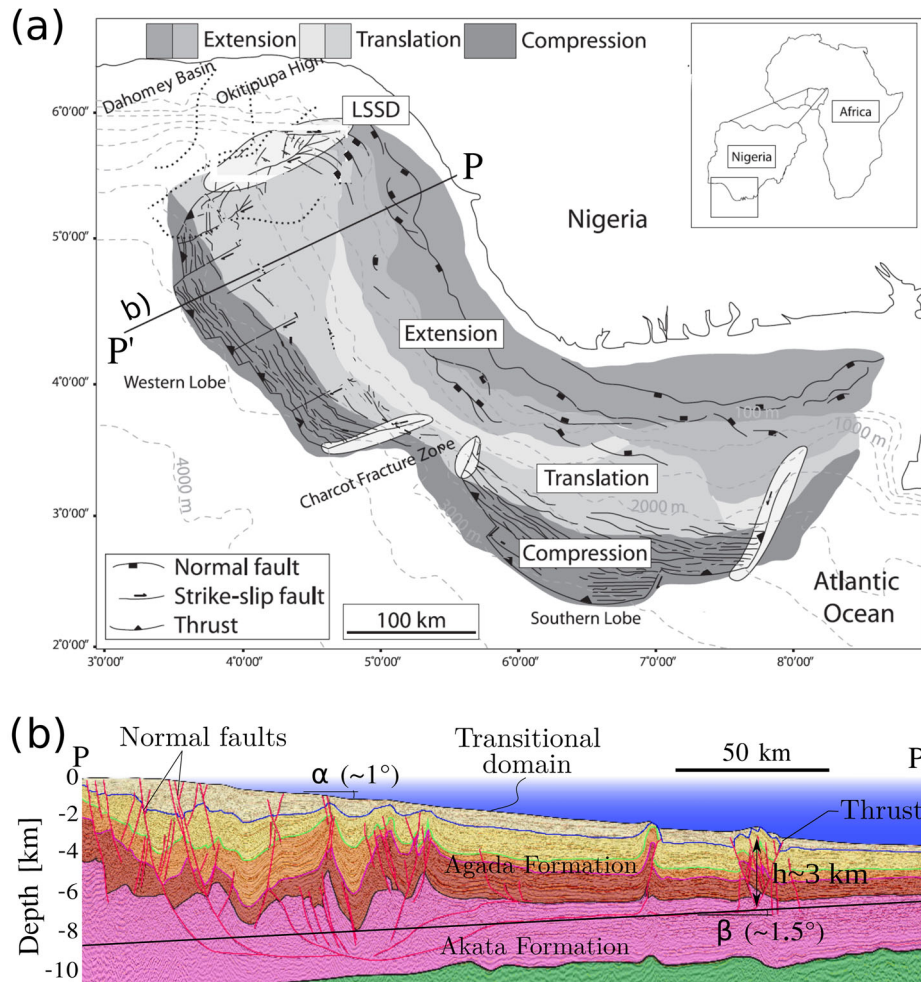 (a)
Extension Translation Compression
Dahomey Basin
Okitipupa High
LSSD
Africa
Nigeria
6°0'00"
P
Nigeria
5°0'00"
b)
P'
Extension
Western Lobe
4°0'00"
100 m
1000 m
4000 m
Charcot Fracture Zone
Translation
2000 m
3°0'00"
3000 m
Compression
Normal fault
Strike-slip fault
Thrust
100 km
Southern Lobe
Atlantic
Ocean
2°0'00"
3°0'00" 4°0'00" 5°0'00" 6°0'00" 7°0'00" 8°0'00"
(b)
Normal faults
Transitional
domain
50 km
P
P
α (~1°)
Thrust
0
-2
-4
-6
-8
-10
Depth [km]
Agada Formation
h~3 km
β (~1.5°)
Akata Formation